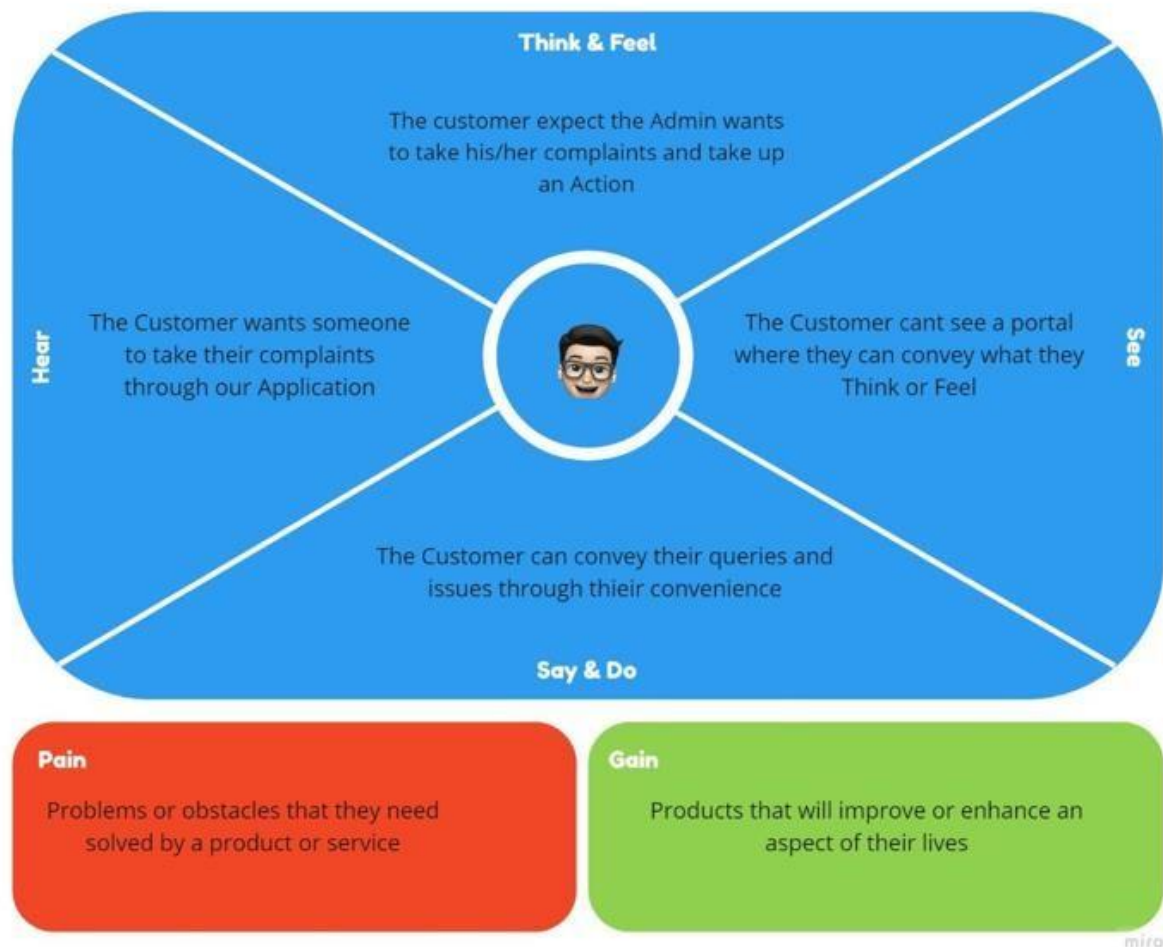 Think & Feel
The customer expect the Admin wants
to take his/her complaints and take up
an Action
Hear
The Customer wants someone
to take their complaints
through our Application
The Customer cant see a portal
where they can convey what they
Think or Feel
See
The Customer can convey their queries and
issues through thieir convenience
Say & Do
Pain
Problems or obstacles that they need
solved by a product or service
Gain
Products that will improve or enhance an
aspect of their lives
miro